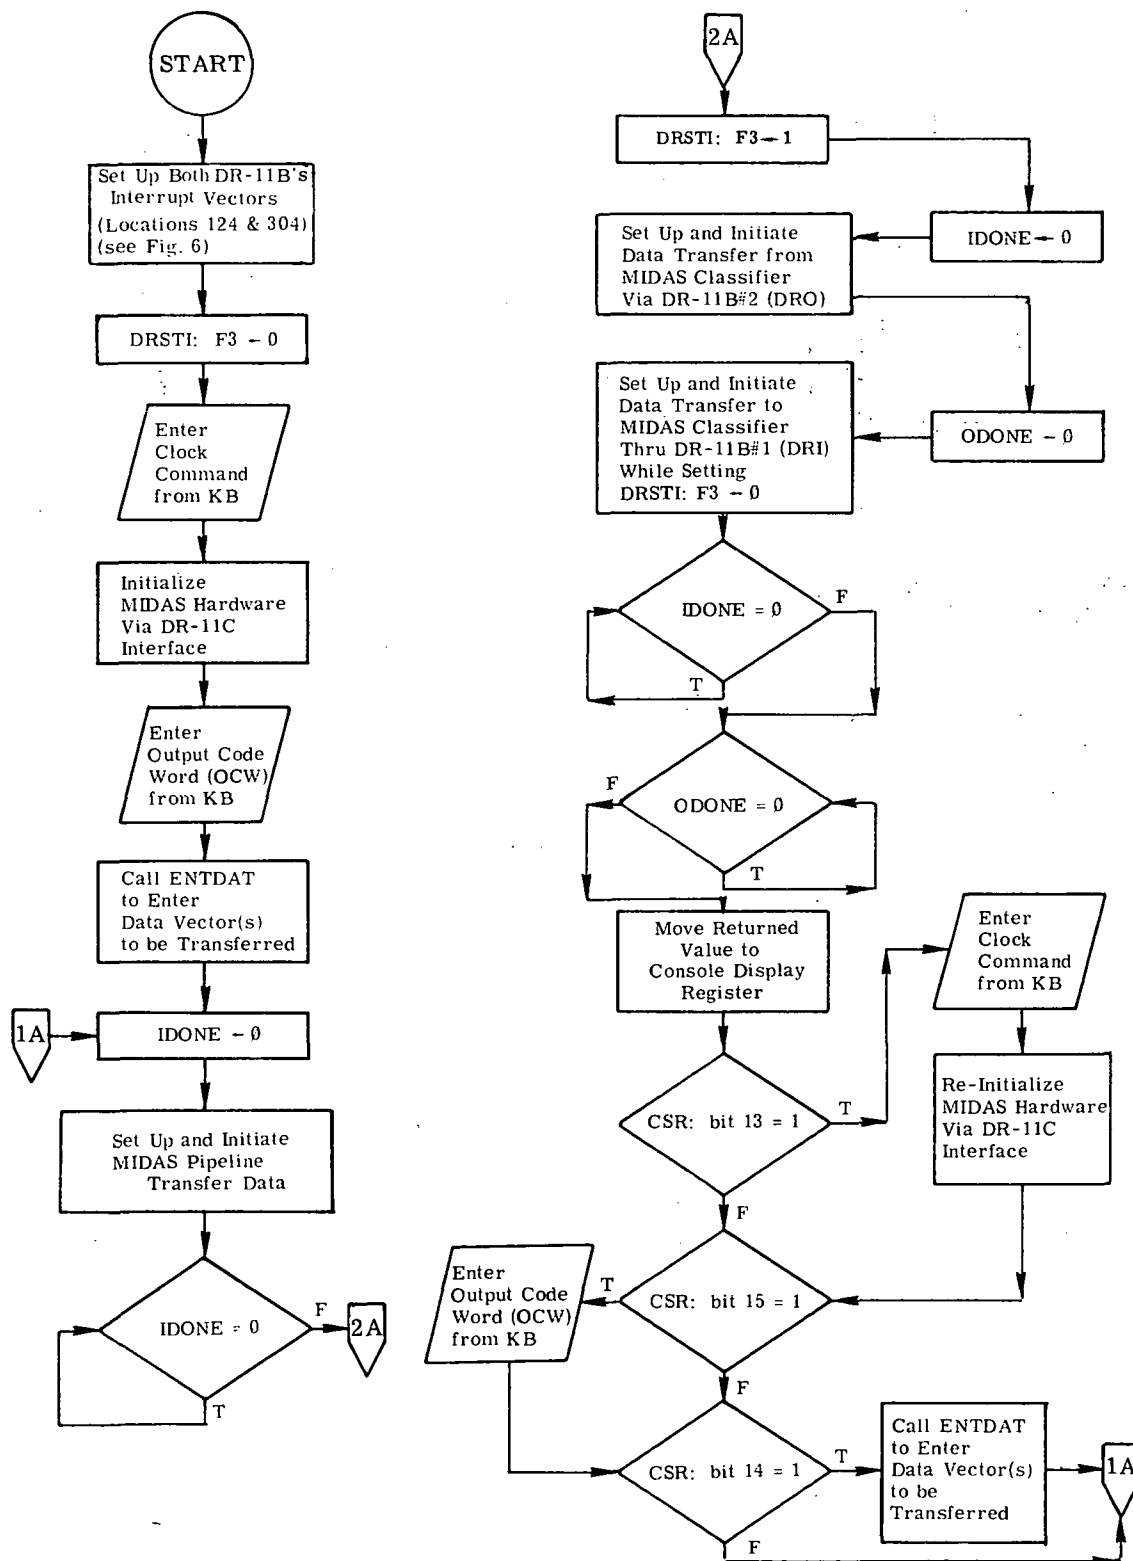 START
Set Up Both DR-11B's
Interrupt Vectors
(Locations 124 & 304)
(see Fig. 6)
DRSTI: F3 ← 0
Enter
Clock
Command
from KB
Initialize
MIDAS Hardware
Via DR-11C
Interface
Enter
Output Code
Word (OCW)
from KB
Call ENTDAT
to Enter
Data Vector(s)
to be Transferred
1A
IDONE ← 0
Set Up and Initiate
MIDAS Pipeline
Transfer Data
IDONE = 0
F
2A
T
2A
DRSTI: F3 ← 1
IDONE ← 0
Set Up and Initiate
Data Transfer from
MIDAS Classifier
Via DR-11B#2 (DRO)
ODONE ← 0
Set Up and Initiate
Data Transfer to
MIDAS Classifier
Thru DR-11B#1 (DRI)
While Setting
DRSTI: F3 ← 0
IDONE = 0
F
T
F
ODONE = 0
T
Move Returned
Value to
Console Display
Register
Enter
Clock
Command
from KB
CSR: bit 13 = 1
T
Re-Initialize
MIDAS Hardware
Via DR-11C
Interface
F
Enter
Output Code
Word (OCW)
from KB
T
CSR: bit 15 = 1
F
CSR: bit 14 = 1
T
Call ENTDAT
to Enter
Data Vector(s)
to be
Transferred
1A
F